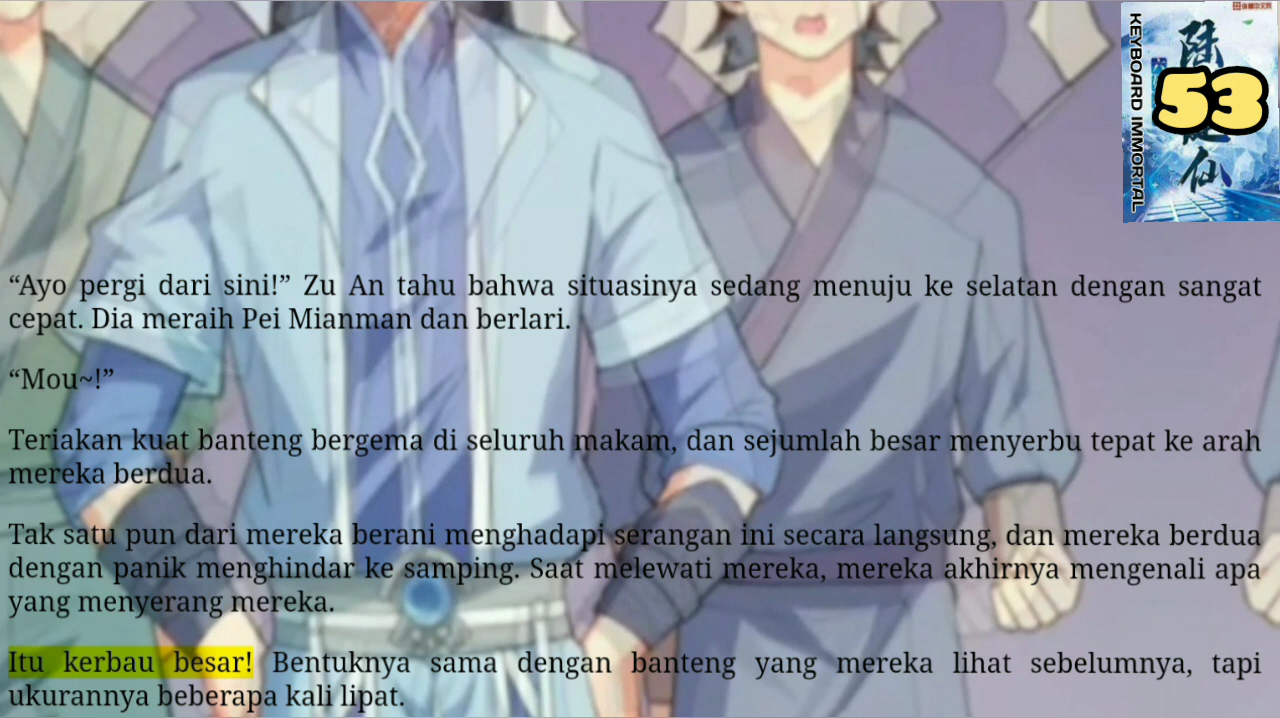 KEYBOARD IMMORTAL
53
仙
“Ayo pergi dari sini!” Zu An tahu bahwa situasinya sedang menuju ke selatan dengan sangat
cepat. Dia meraih Pei Mianman dan berlari.
“Mou~!”
Teriakan kuat banteng bergema di seluruh makam, dan sejumlah besar menyerbu tepat ke arah
mereka berdua.
Tak satu pun dari mereka berani menghadapi serangan ini secara langsung, dan mereka berdua
dengan panik menghindar ke samping. Saat melewati mereka, mereka akhirnya mengenali apa
yang menyerang mereka.
Itu kerbau besar! Bentuknya sama dengan banteng yang mereka lihat sebelumnya, tapi
ukurannya beberapa kali lipat.